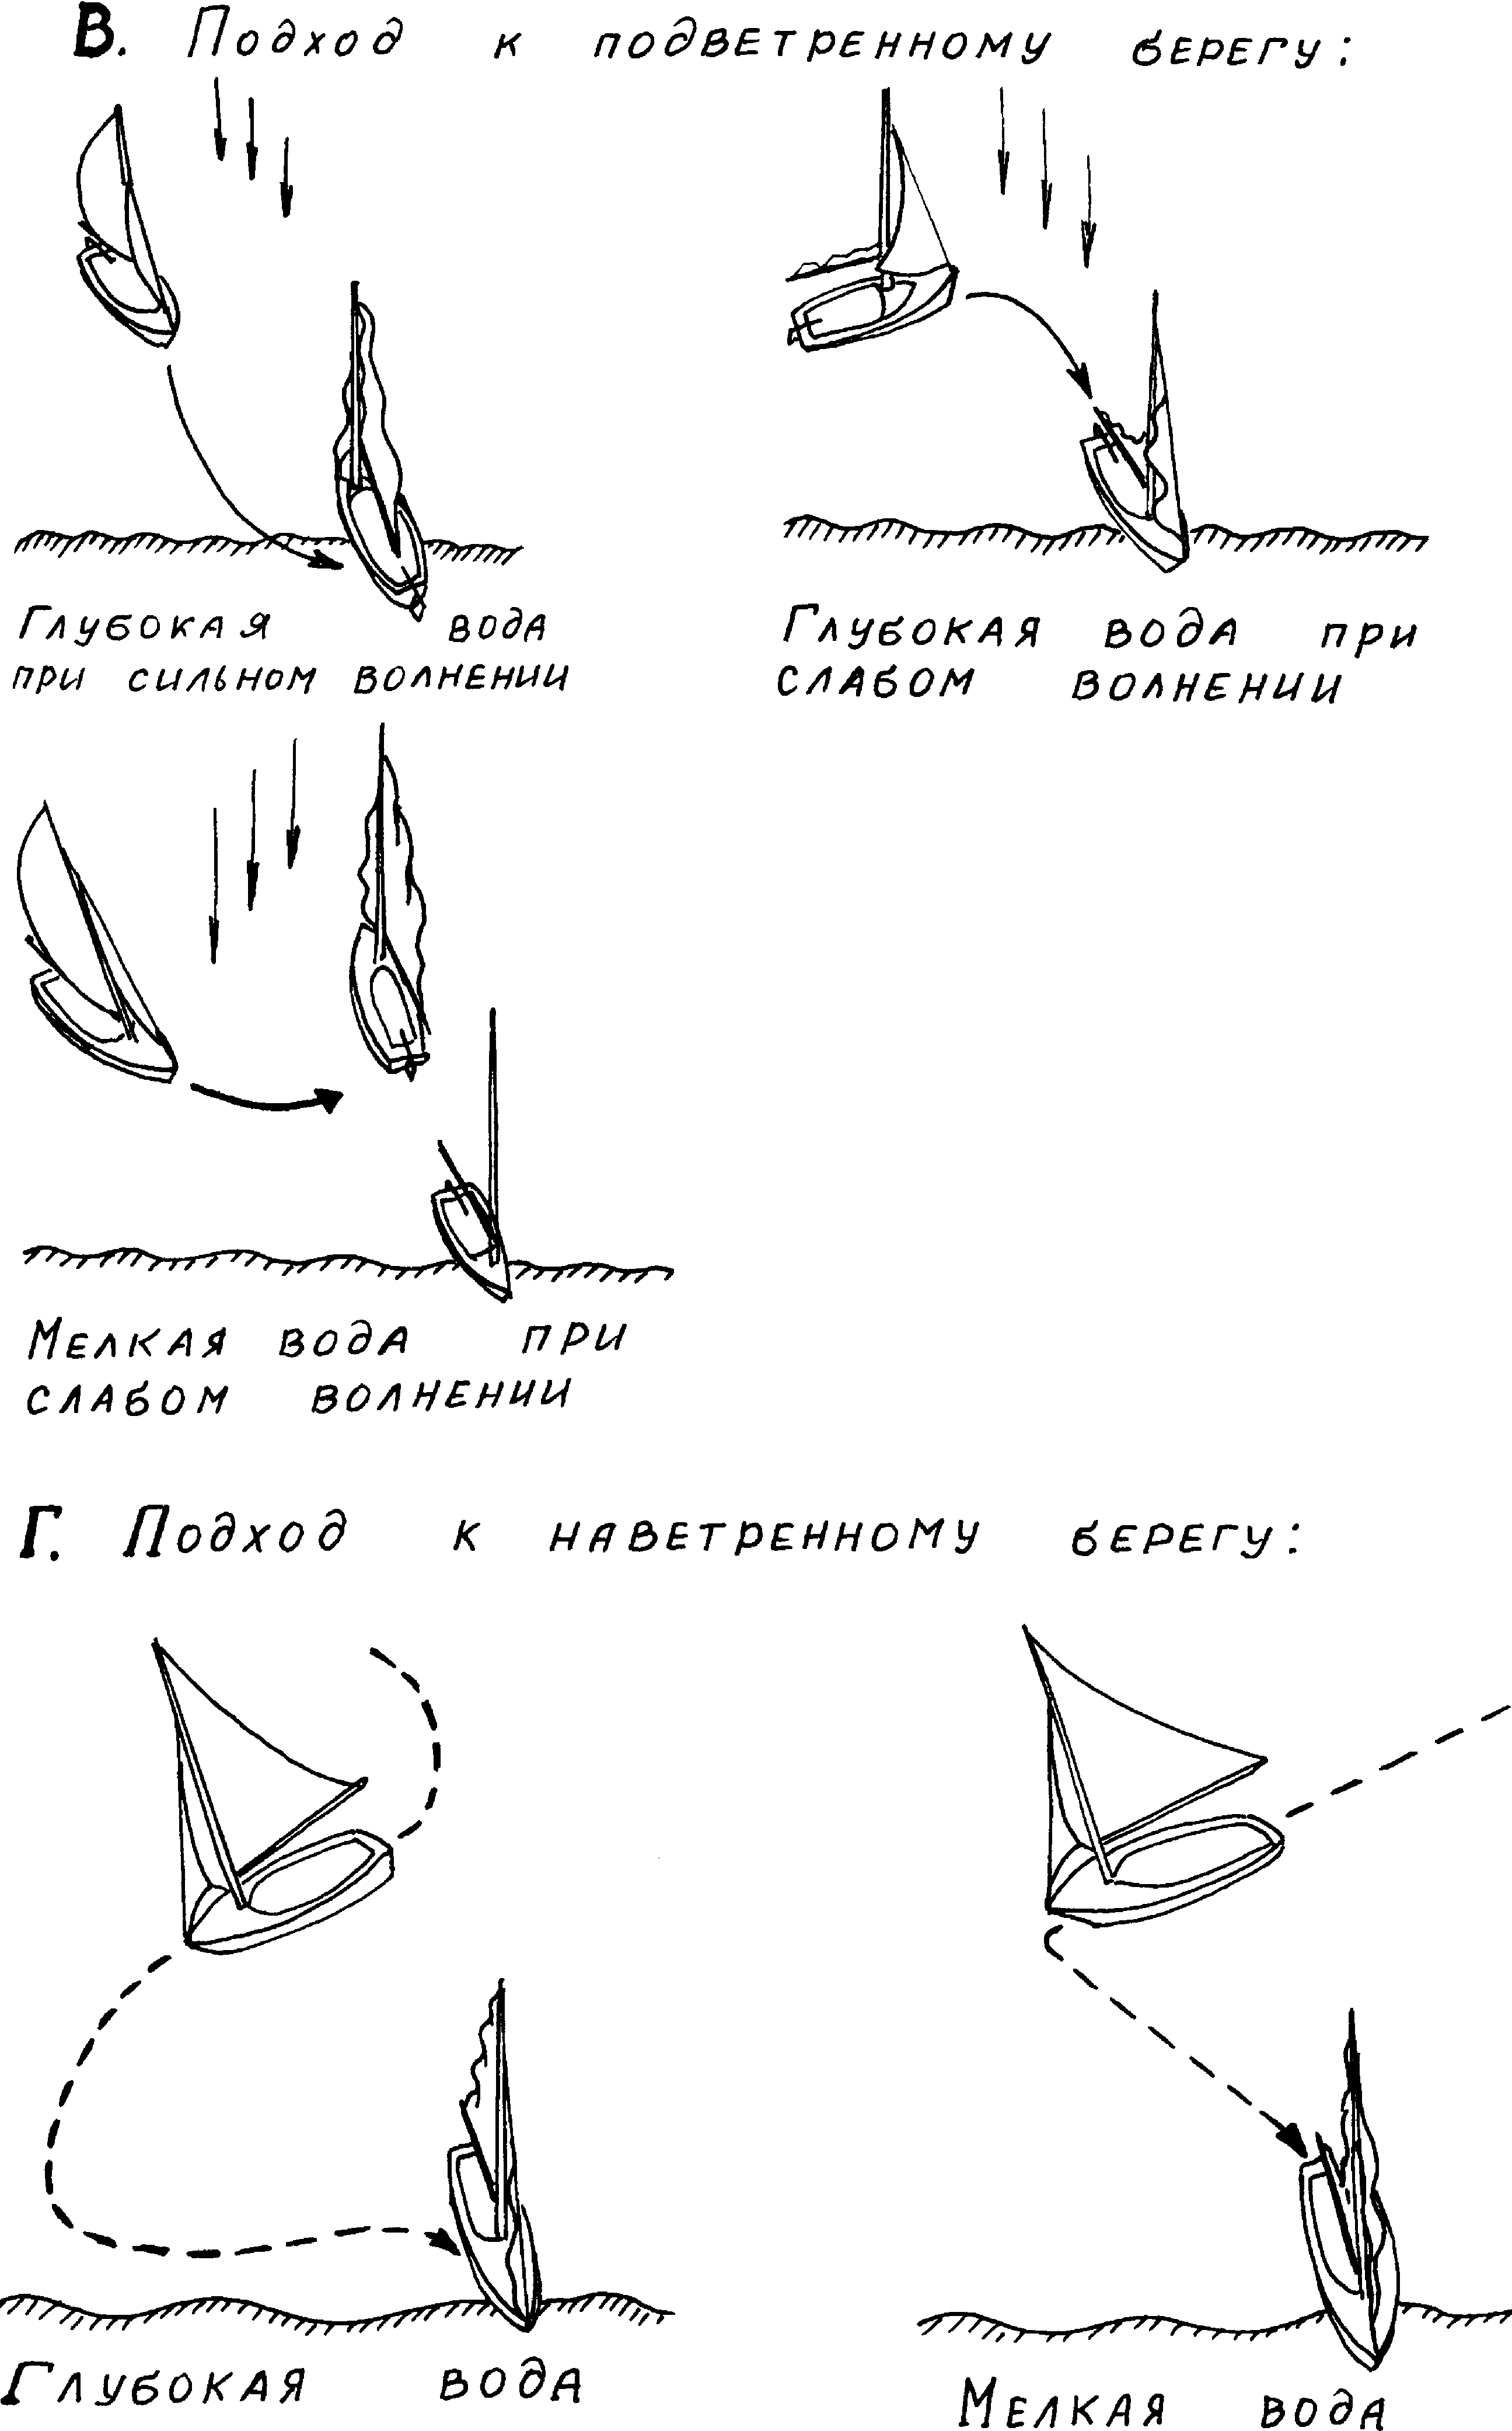 В. Подход к подветренному берегу:
Глубокая вода
при сильном волнении
Глубокая вода при
слабом волнении
Мелкая вода при
слабом волнении
Г. Подход к наветренному берегу:
Глубокая вода
Мелкая вода